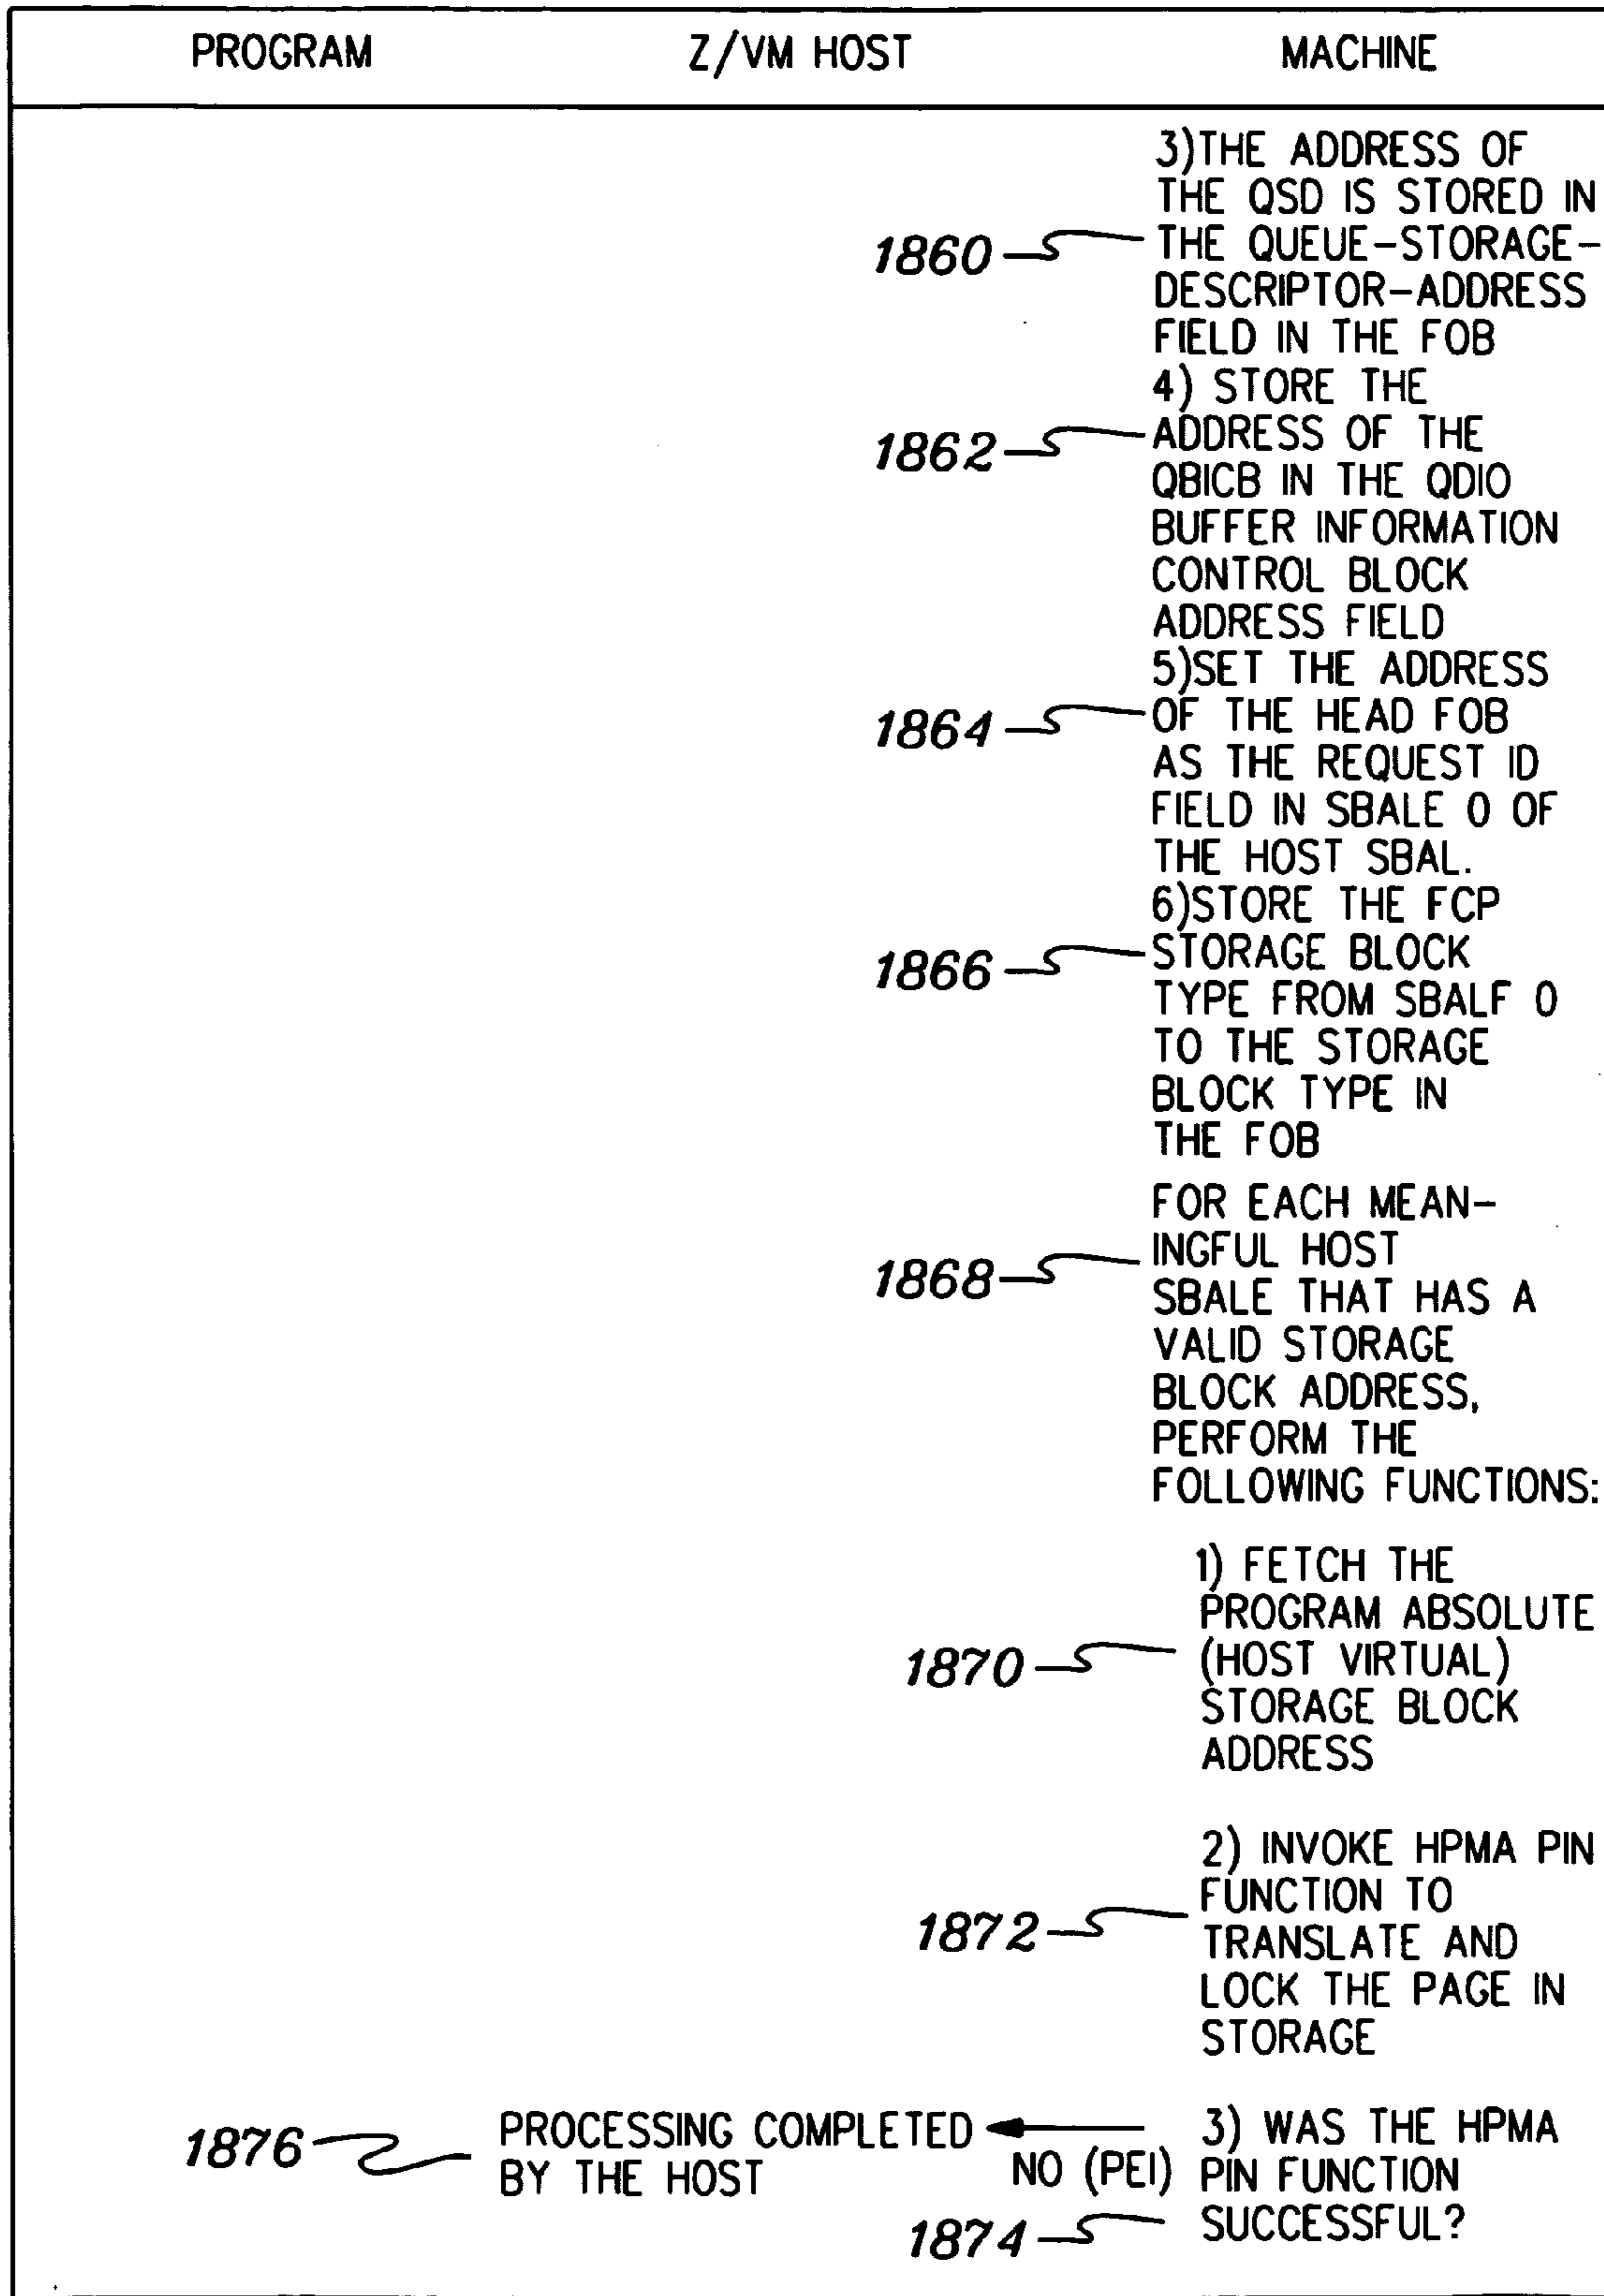 PROGRAM Z/VM HOST MACHINE
3)THE ADDRESS OF
THE QSD IS STORED IN
1860 THE QUEUE-STORAGE-
DESCRIPTOR-ADDRESS
FIELD IN THE FOB
4) STORE THE
1862 ADDRESS OF THE
QBICB IN THE QDIO
BUFFER INFORMATION
CONTROL BLOCK
ADDRESS FIELD
5)SET THE ADDRESS
1864 OF THE HEAD FOB
AS THE REQUEST ID
FIELD IN SBALE 0 OF
THE HOST SBAL.
6)STORE THE FCP
1866 STORAGE BLOCK
TYPE FROM SBALF 0
TO THE STORAGE
BLOCK TYPE IN
THE FOB
FOR EACH MEAN-
1868 INGFUL HOST
SBALE THAT HAS A
VALID STORAGE
BLOCK ADDRESS,
PERFORM THE
FOLLOWING FUNCTIONS:
1) FETCH THE
PROGRAM ABSOLUTE
1870 (HOST VIRTUAL)
STORAGE BLOCK
ADDRESS
2) INVOKE HPMA PIN
FUNCTION TO
1872 TRANSLATE AND
LOCK THE PAGE IN
STORAGE
1876 PROCESSING COMPLETED 3) WAS THE HPMA
BY THE HOST NO (PEI) PIN FUNCTION
1874 SUCCESSFUL?